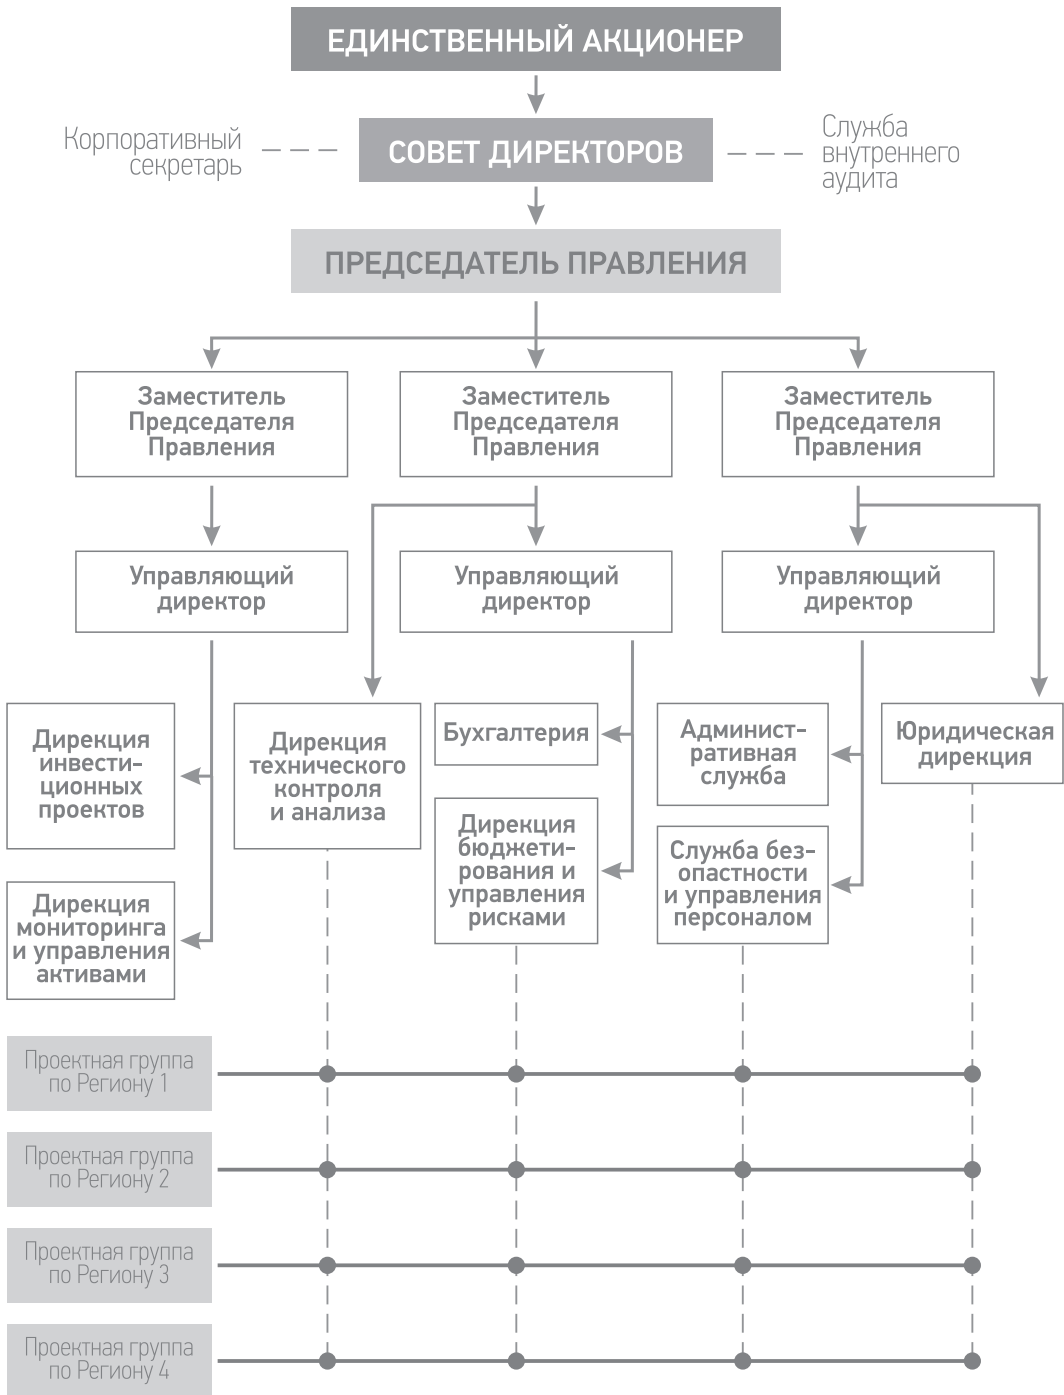 ЕДИНСТВЕННЫЙ АКЦИОНЕР
Корпоративный
секретарь
СОВЕТ ДИРЕКТОРОВ
Служба
внутреннего
аудита
ПРЕДСЕДАТЕЛЬ ПРАВЛЕНИЯ
Заместитель
Председателя
Правления
Заместитель
Председателя
Правления
Заместитель
Председателя
Правления
Управляющий
директор
Управляющий
директор
Управляющий
директор
Дирекция
инвести-
ционных
проектов
Дирекция
технического
контроля
и анализа
Бухгалтерия
Админист-
ративная
служба
Юридическая
дирекция
Дирекция
мониторинга
и управления
активами
Дирекция
бюджети-
рования и
управления
рисками
Служба без-
опастности
и управления
персоналом
Проектная группа
по Региону 1
Проектная группа
по Региону 2
Проектная группа
по Региону 3
Проектная группа
по Региону 4